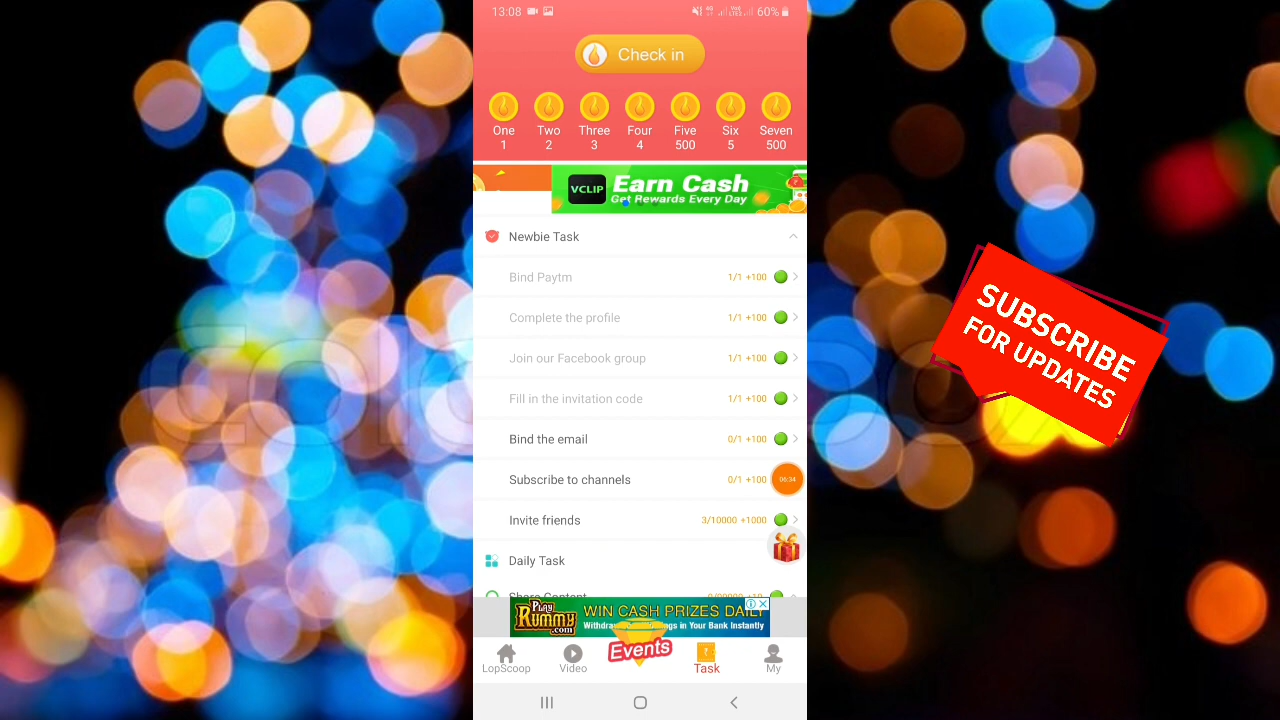 13:08
60%
Check in
One
Two
Three
Four
Five
Six
Seven
1
2
3
4
500
5
500
VCLIP
Earn Cash
Get Rewards Every Day
Newbie Task
Bind Paytm
1/1 +100
Complete the profile
1/1 +100
Join our Facebook group
1/1 +100
Fill in the invitation code
1/1 +100
Bind the email
0/1 +100
Subscribe to channels
0/1 +100
06:34
Invite friends
3/10000 +1000
Daily Task
Share Content
Play
Rummy
.com
WIN CASH PRIZES DAILY
in Your Bank Instantly
Events
LopScoop
Video
Task
My
SUBSCRIBE
FOR UPDATES